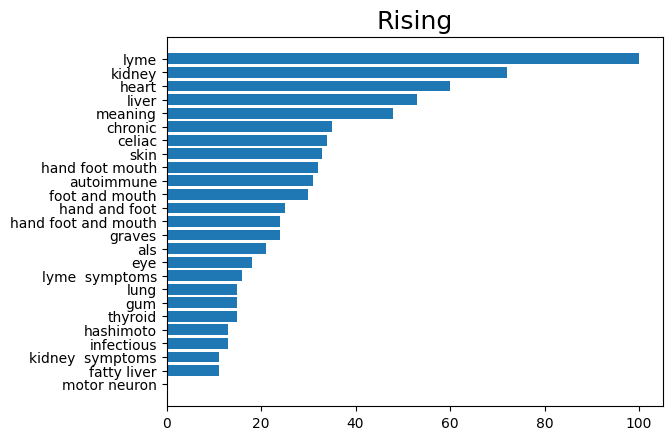 Rising
lyme
kidney
heart
liver
meaning
chronic
celiac
skin
hand foot mouth
autoimmune
foot and mouth
hand and foot
hand foot and mouth
graves
als
eye
lyme  symptoms
lung
gum
thyroid
hashimoto
infectious
kidney  symptoms
fatty liver
motor neuron
0 20 40 60 80 100